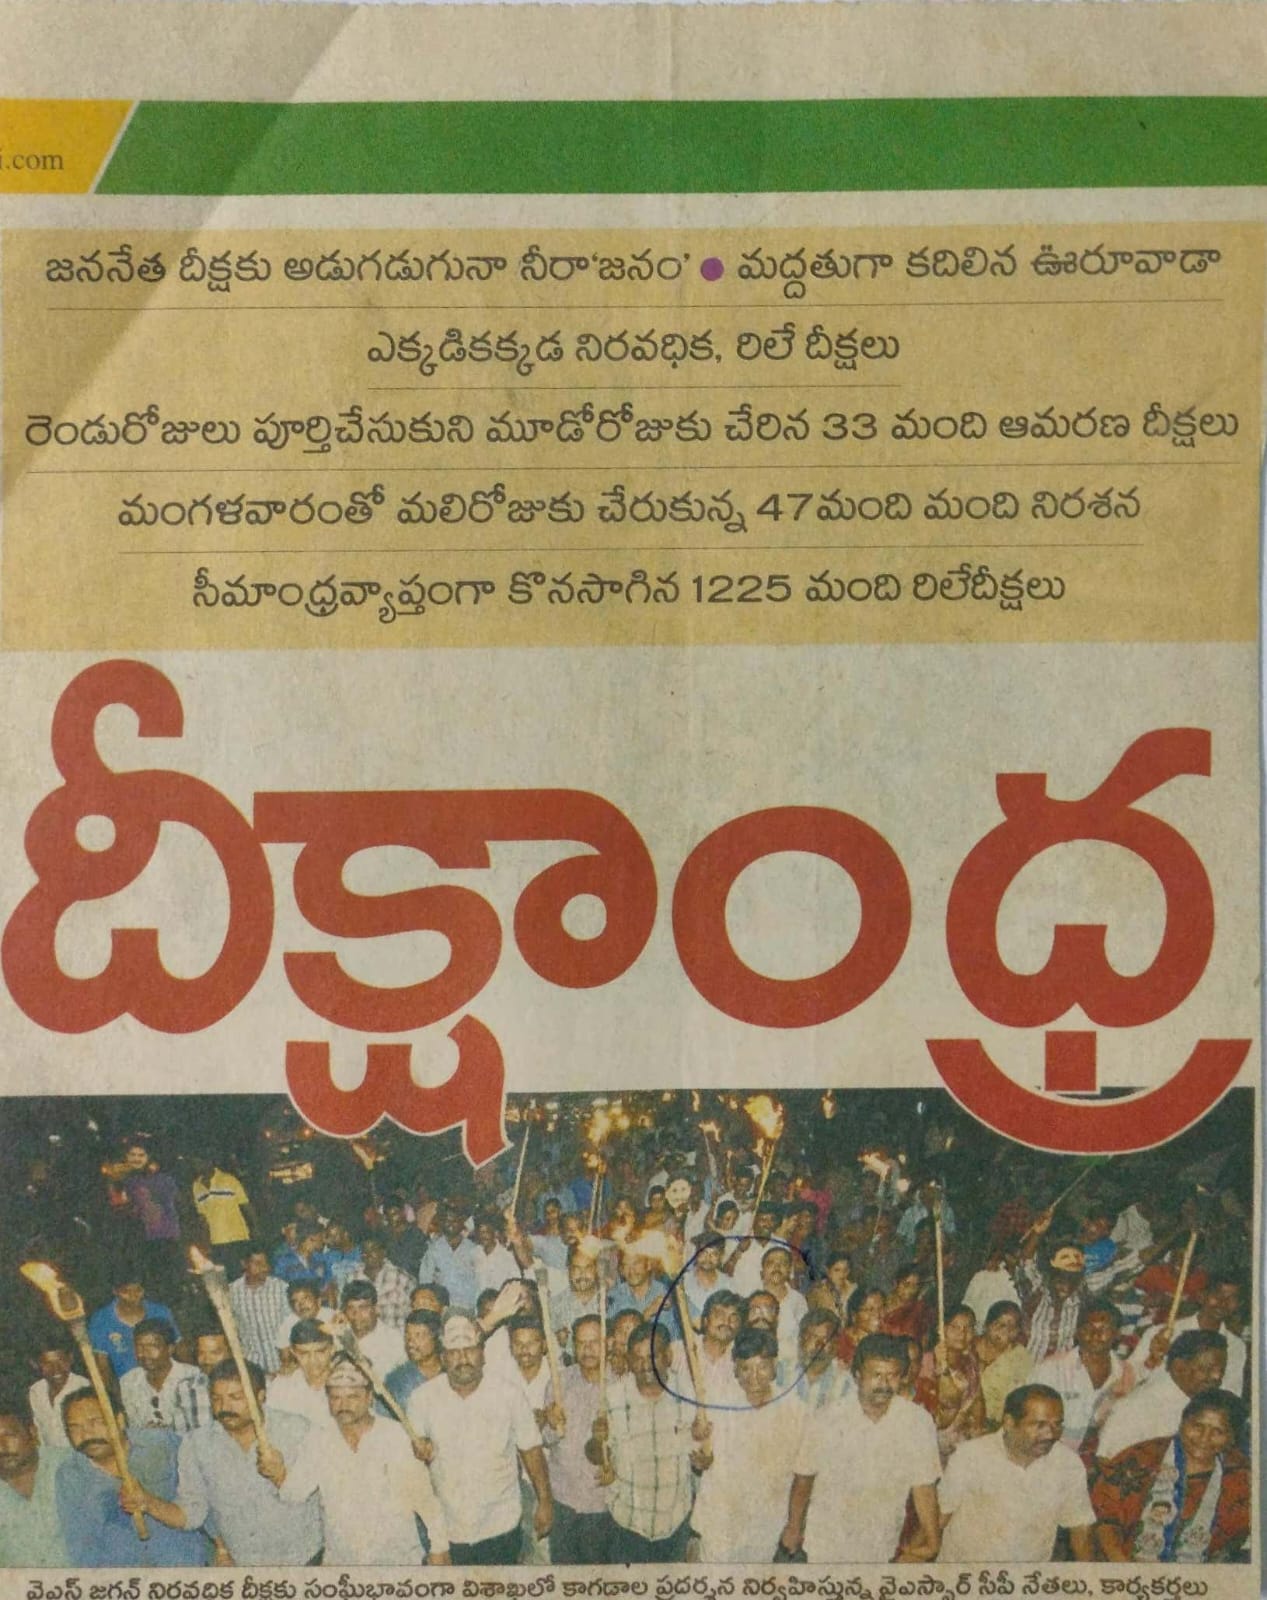 i.com
జననేత దీక్షకు అడుగడుగునా నీరా‘జనం’ ● మద్దతుగా కదిలిన ఊరూవాడా
ఎక్కడికక్కడ నిరవధిక, రిలే దీక్షలు
రెండురోజులు పూర్తిచేసుకుని మూడోరోజుకు చేరిన 33 మంది ఆమరణ దీక్షలు
మంగళవారంతో మలిరోజుకు చేరుకున్న 47మంది మంది నిరశన
సీమాంధ్రవ్యాప్తంగా కొనసాగిన 1225 మంది రిలేదీక్షలు
దీక్షాంధ్ర
వైఎస్ జగన్ నిరవధిక దీక్షకు సంఘీభావంగా విశాఖలో కాగడాల ప్రదర్శన నిర్వహిస్తున్న వైఎస్సార్ సీపీ నేతలు, కార్యకర్తలు